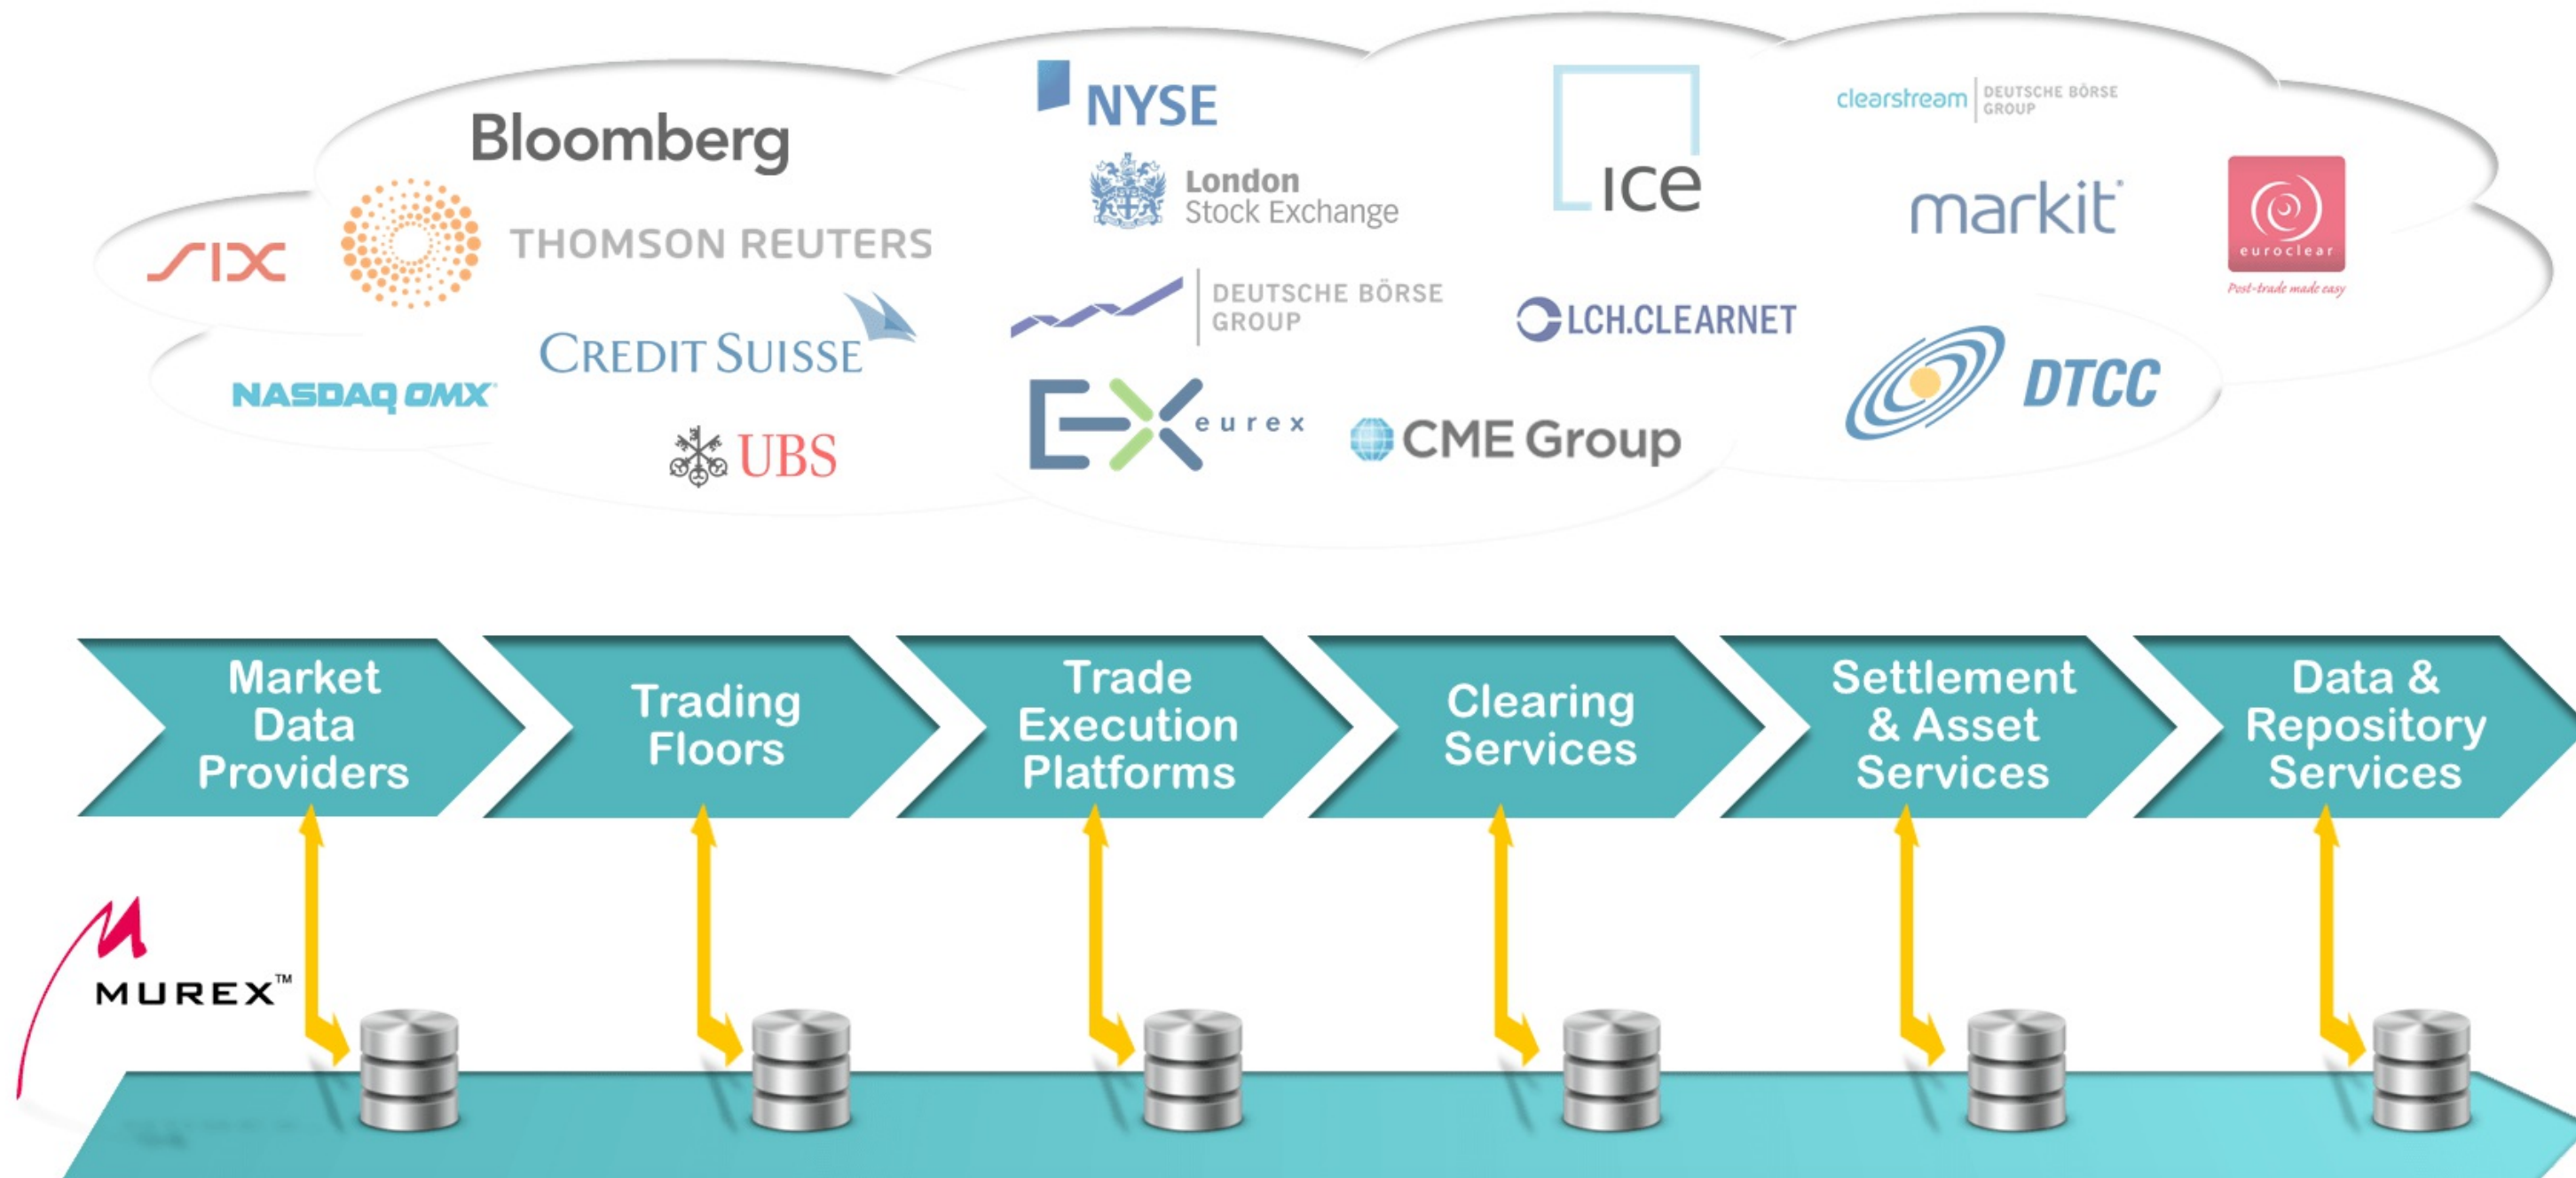 Bloomberg
SIX
THOMSON REUTERS
CREDIT SUISSE
NASDAQ OMX®
UBS
NYSE
London
Stock Exchange
DEUTSCHE BÖRSE
GROUP
EX eurex
ICE
LCH.CLEARNET
CME Group
clearstream
DEUTSCHE BÖRSE
GROUP
markit
euroclear
Post-trade made easy
DTCC
Market
Data
Providers
Trading
Floors
Trade
Execution
Platforms
Clearing
Services
Settlement
& Asset
Services
Data &
Repository
Services
MUREX™